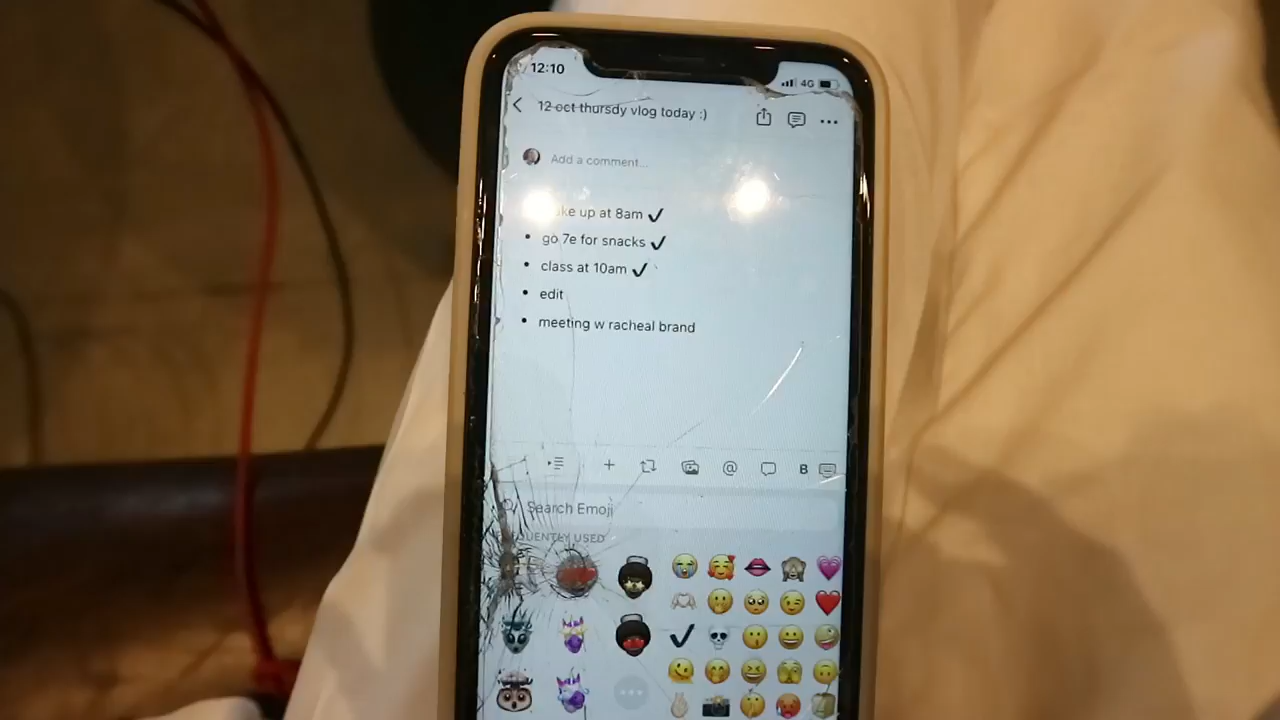 12:10
4G
12 oct thursdy vlog today :)
Add a comment...
up at 8am ✔
• go 7e for snacks ✔
• class at 10am ✔
• edit
• meeting w racheal brand
+ @ B
Search Emoji
USED